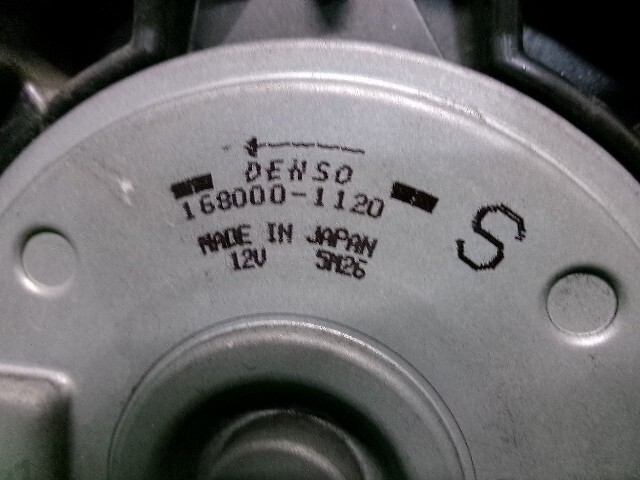 DENSO
168000-1120
S
MADE IN JAPAN
12V 5M26